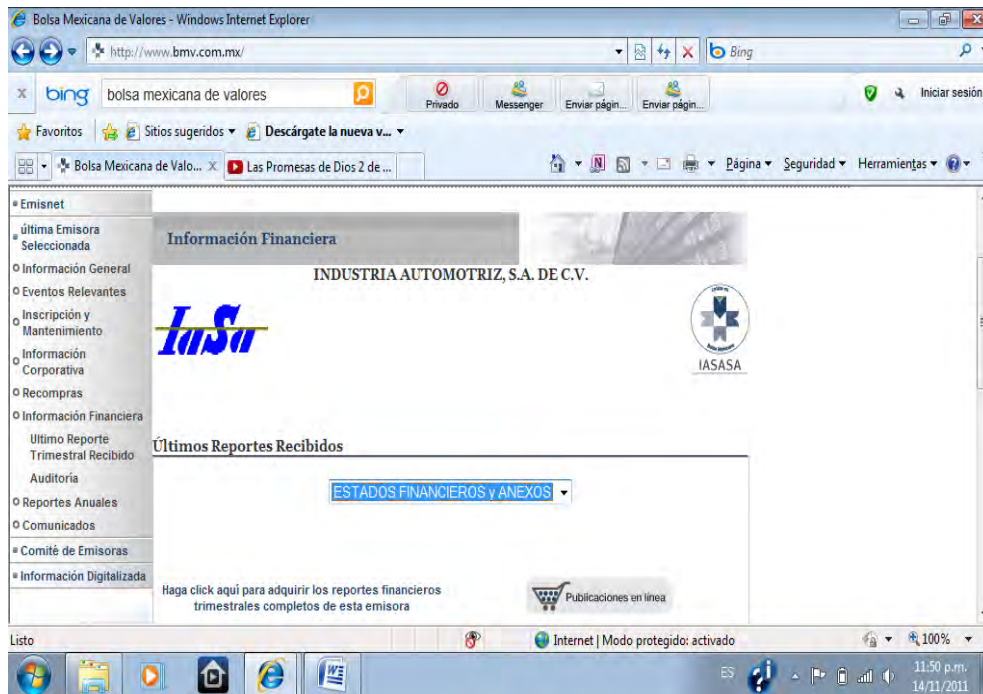 Bolsa Mexicana de Valores - Windows Internet Explorer
http://www.bmv.com.mx/
Bing
x bing bolsa mexicana de valores
Privado
Messenger
Enviar págin...
Enviar págin...
Iniciar sesión
Favoritos
Sitios sugeridos
Descárgate la nueva v...
Bolsa Mexicana de Valo... X
Las Promesas de Dios 2 de ...
Página
Seguridad
Herramientas
Emisnet
última Emisora
Seleccionada
Información General
Eventos Relevantes
Inscripción y
Mantenimiento
Información
Corporativa
Recompras
Información Financiera
Ultimo Reporte
Trimestral Recibido
Auditoría
Reportes Anuales
Comunicados
Comité de Emisoras
Información Digitalizada
Información Financiera
INDUSTRIA AUTOMOTRIZ, S.A. DE C.V.
IaSa
IASASA
Últimos Reportes Recibidos
ESTADOS FINANCIEROS y ANEXOS
Haga click aquí para adquirir los reportes financieros
trimestrales completos de esta emisora
Publicaciones en línea
Listo
Internet | Modo protegido: activado
100%
ES
11:50 p.m.
14/11/2011